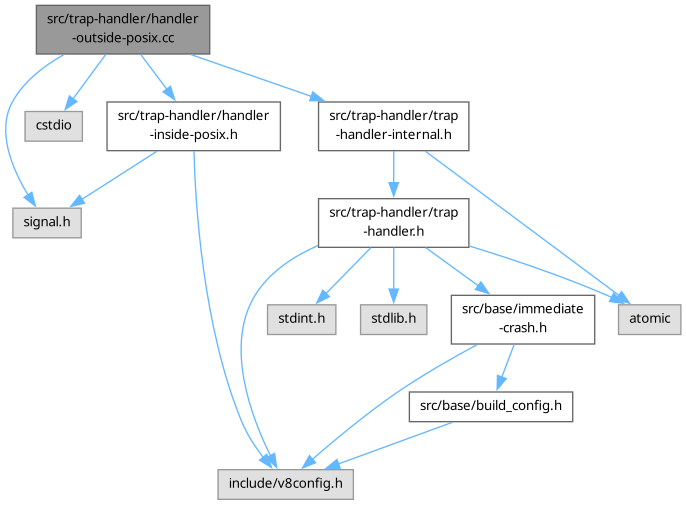 src/trap-handler/handler
-outside-posix.cc
cstdio
src/trap-handler/handler
-inside-posix.h
src/trap-handler/trap
-handler-internal.h
signal.h
src/trap-handler/trap
-handler.h
stdint.h
stdlib.h
src/base/immediate
-crash.h
atomic
src/base/build_config.h
include/v8config.h